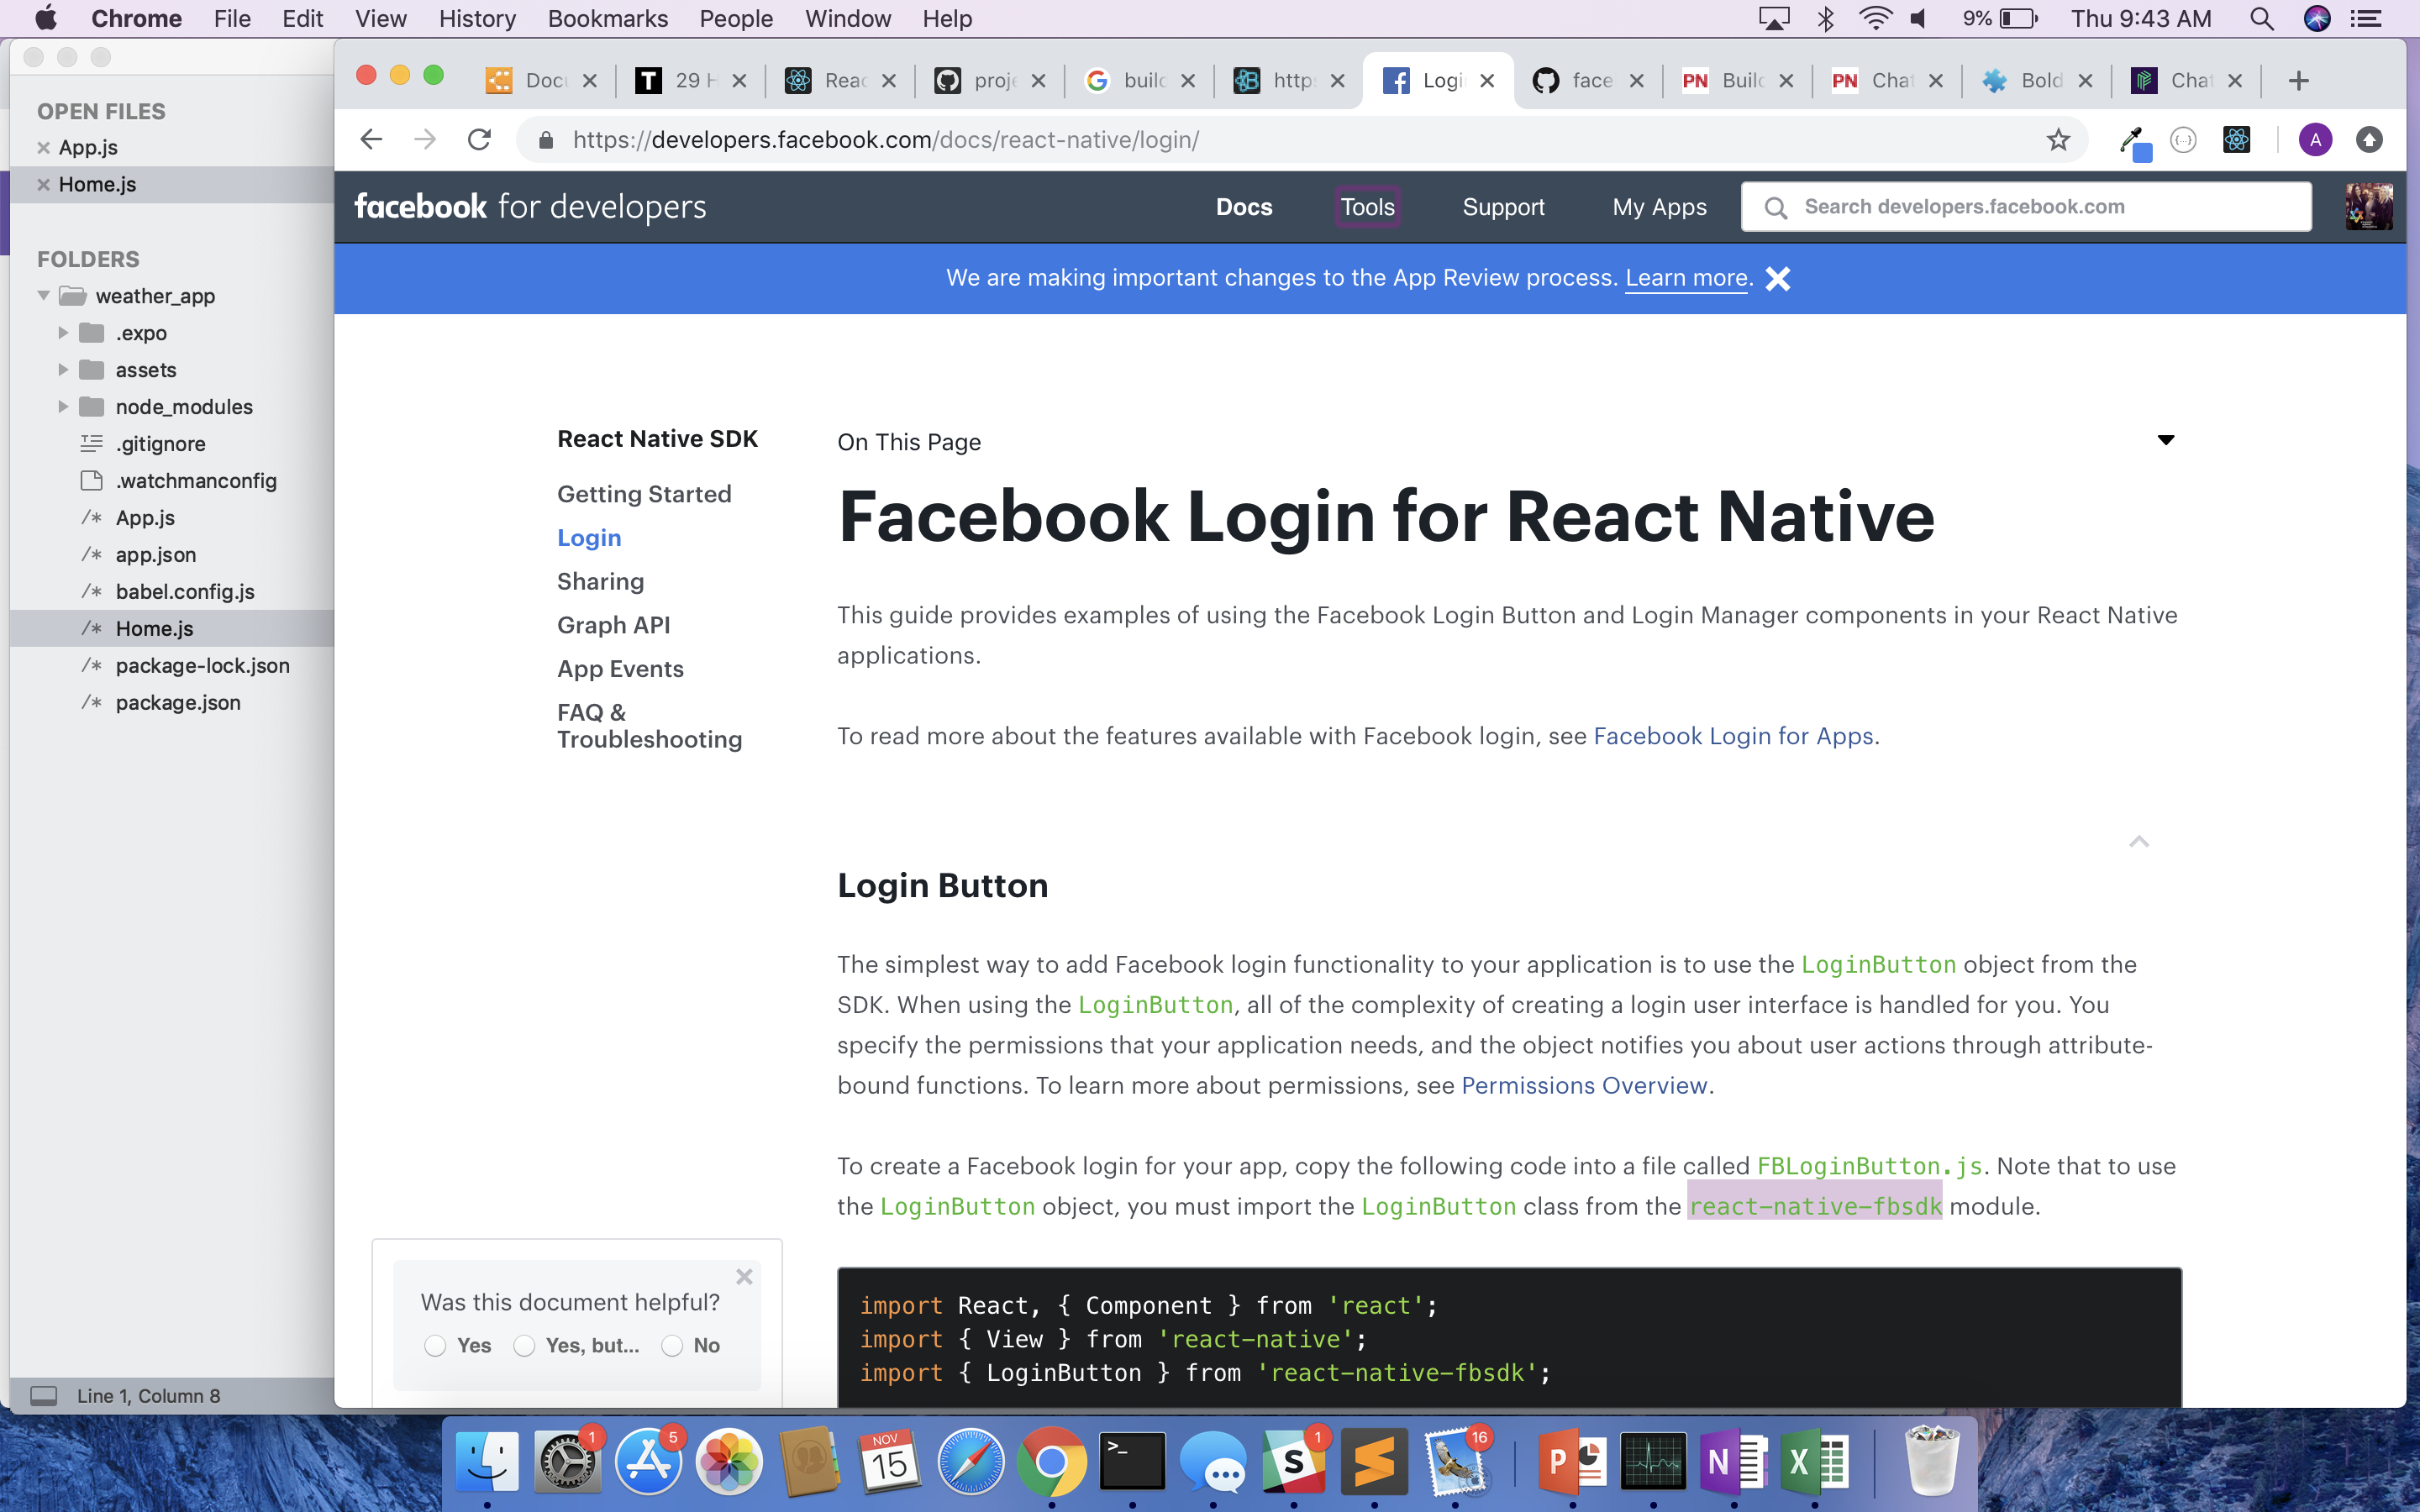 Chrome File Edit View History Bookmarks People Window Help
9% Thu 9:43 AM
OPEN FILES
App.js
Home.js
FOLDERS
weather_app
.expo
assets
node_modules
.gitignore
.watchmanconfig
App.js
app.json
babel.config.js
Home.js
package-lock.json
package.json
Line 1, Column 8
Docu 29 H Reac proje build https Login face Build Chat Bold Chat
https://developers.facebook.com/docs/react-native/login/
A
facebook for developers
Docs Tools Support My Apps Search developers.facebook.com
We are making important changes to the App Review process. Learn more.
React Native SDK
Getting Started
Login
Sharing
Graph API
App Events
FAQ &
Troubleshooting
On This Page
Facebook Login for React Native
This guide provides examples of using the Facebook Login Button and Login Manager components in your React Native
applications.
To read more about the features available with Facebook login, see Facebook Login for Apps.
Login Button
The simplest way to add Facebook login functionality to your application is to use the LoginButton object from the
SDK. When using the LoginButton, all of the complexity of creating a login user interface is handled for you. You
specify the permissions that your application needs, and the object notifies you about user actions through attribute-
bound functions. To learn more about permissions, see Permissions Overview.
To create a Facebook login for your app, copy the following code into a file called FBLoginButton.js. Note that to use
the LoginButton object, you must import the LoginButton class from the react-native-fbsdk module.
import React, { Component } from 'react';
import { View } from 'react-native';
import { LoginButton } from 'react-native-fbsdk';
Was this document helpful?
Yes Yes, but... No
1 5 NOV 15 1 16